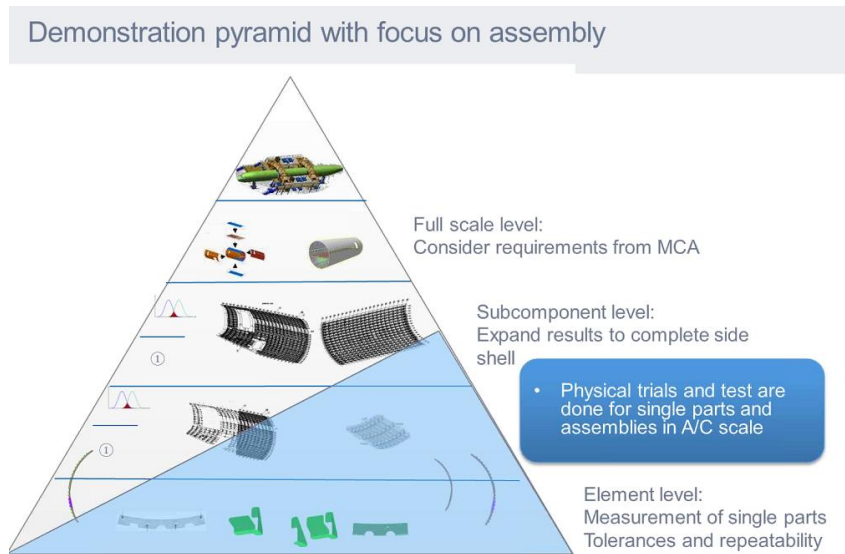 Demonstration pyramid with focus on assembly
Full scale level:
Consider requirements from MCA
Subcomponent level:
Expand results to complete side
shell
①
• Physical trials and test are
done for single parts and
assemblies in A/C scale
①
Element level:
Measurement of single parts
Tolerances and repeatability